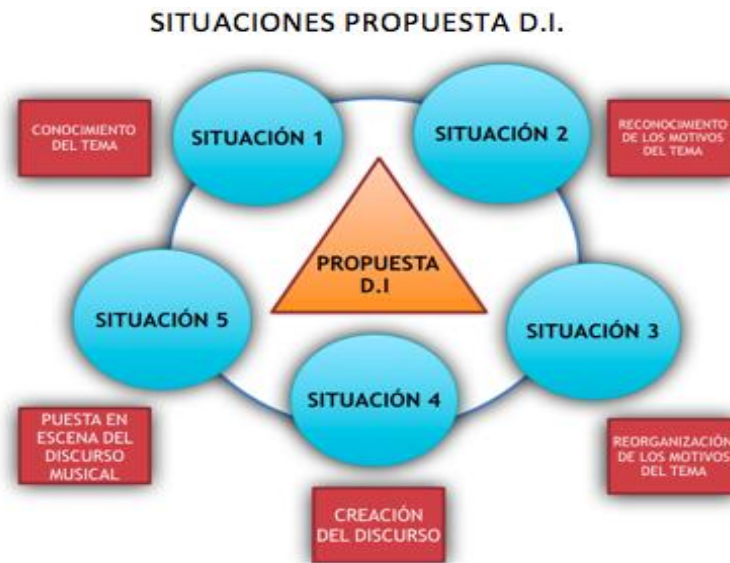 SITUACIONES PROPUESTA D.I.
CONOCIMIENTO
DEL TEMA
SITUACIÓN 1
SITUACIÓN 2
RECONOCIMIENTO
DE LOS MOTIVOS
DEL TEMA
PROPUESTA
D.I
SITUACIÓN 5
SITUACIÓN 3
SITUACIÓN 4
PUESTA EN
ESCENA DEL
DISCURSO
MUSICAL
REORGANIZACIÓN
DE LOS MOTIVOS
DEL TEMA
CREACIÓN
DEL DISCURSO